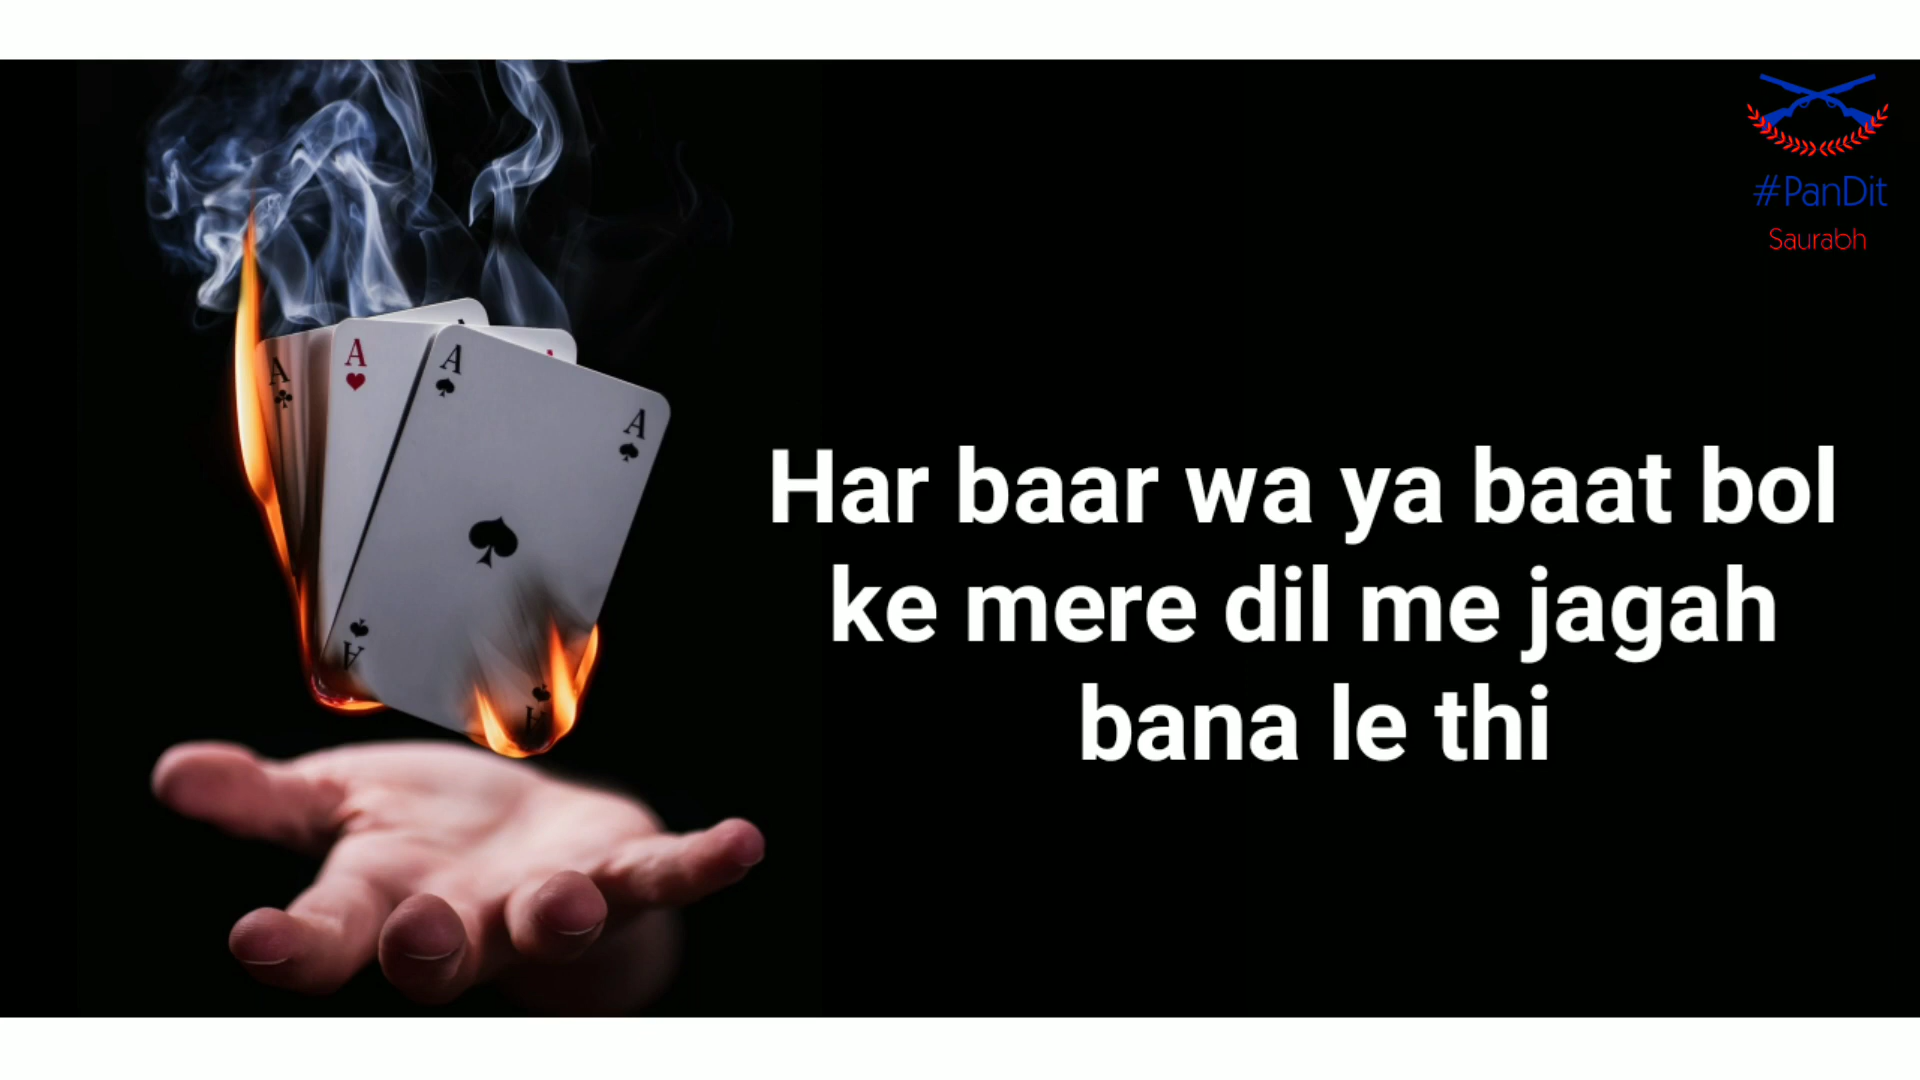 #PanDit
Saurabh
A
A
A
A
Har baar wa ya baat bol
ke mere dil me jagah
bana le thi
A
A